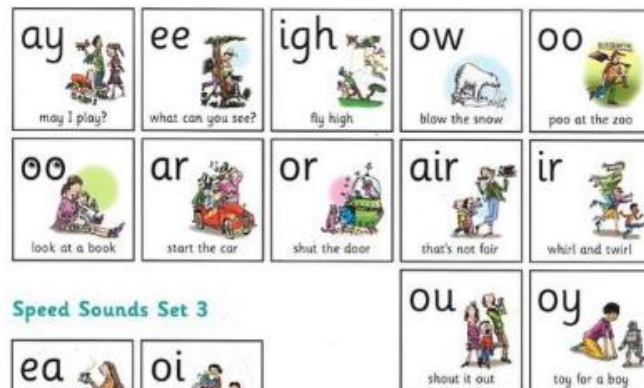 ay ee igh ow oo
may I play? what can you see? fly high blow the snow poo at the zoo
oo ar or air ir
look at a book start the car shut the door that's not fair whirl and twirl
ou oy
shout it out toy for a boy
Speed Sounds Set 3
ea oi